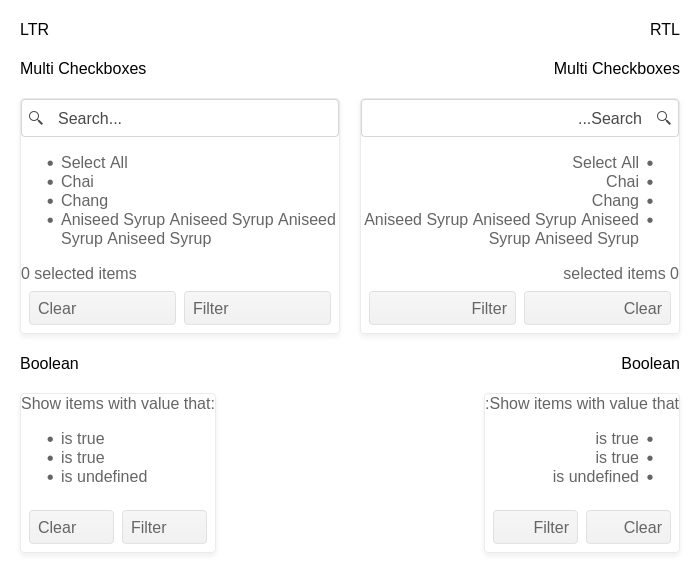 LTR
RTL
Multi Checkboxes
Multi Checkboxes
Search...
...Search
Select All
Chai
Chang
Aniseed Syrup Aniseed Syrup Aniseed
Syrup Aniseed Syrup
0 selected items
Clear
Filter
Select All
Chai
Chang
Aniseed Syrup Aniseed Syrup Aniseed
Syrup Aniseed Syrup
selected items 0
Filter
Clear
Boolean
Boolean
Show items with value that:
is true
is true
is undefined
Clear
Filter
:Show items with value that
is true
is true
is undefined
Filter
Clear